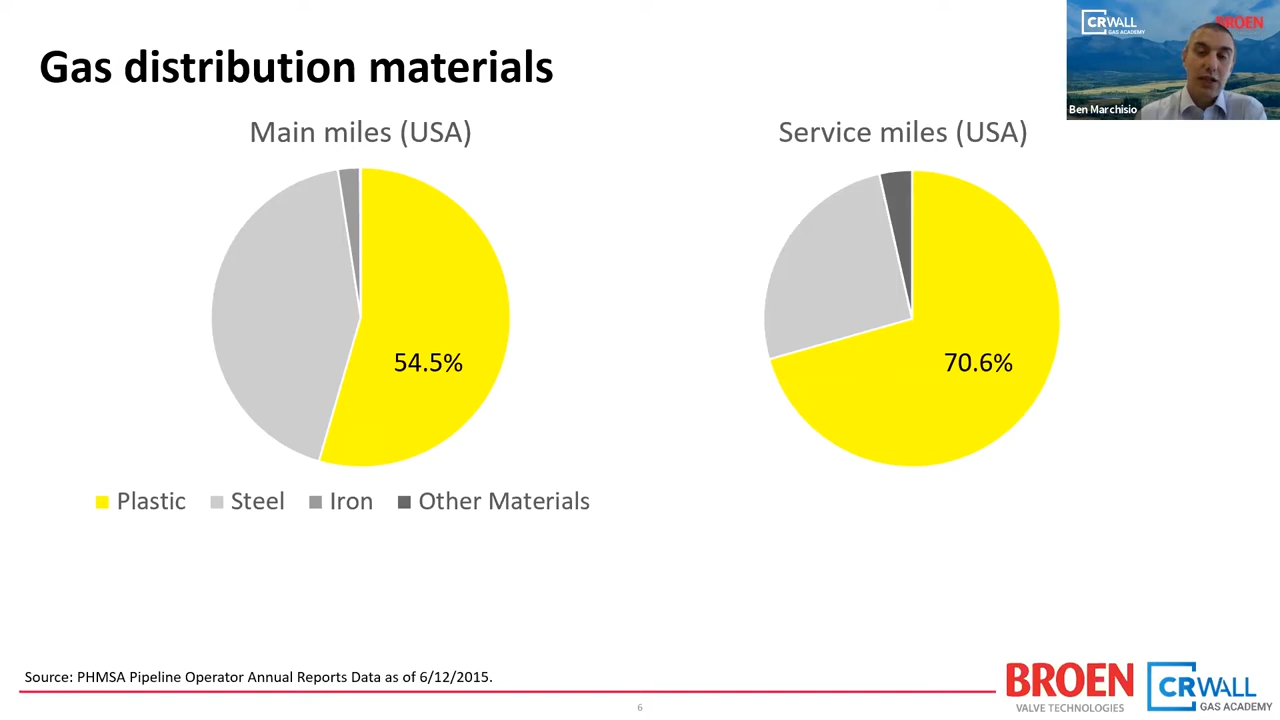 Gas distribution materials
CRWALL
GAS ACADEMY
BROEN
Ben Marchisio
Main miles (USA)
Service miles (USA)
54.5%
70.6%
Plastic Steel Iron Other Materials
Source: PHMSA Pipeline Operator Annual Reports Data as of 6/12/2015.
BROEN
VALVE TECHNOLOGIES
CRWALL
GAS ACADEMY
6